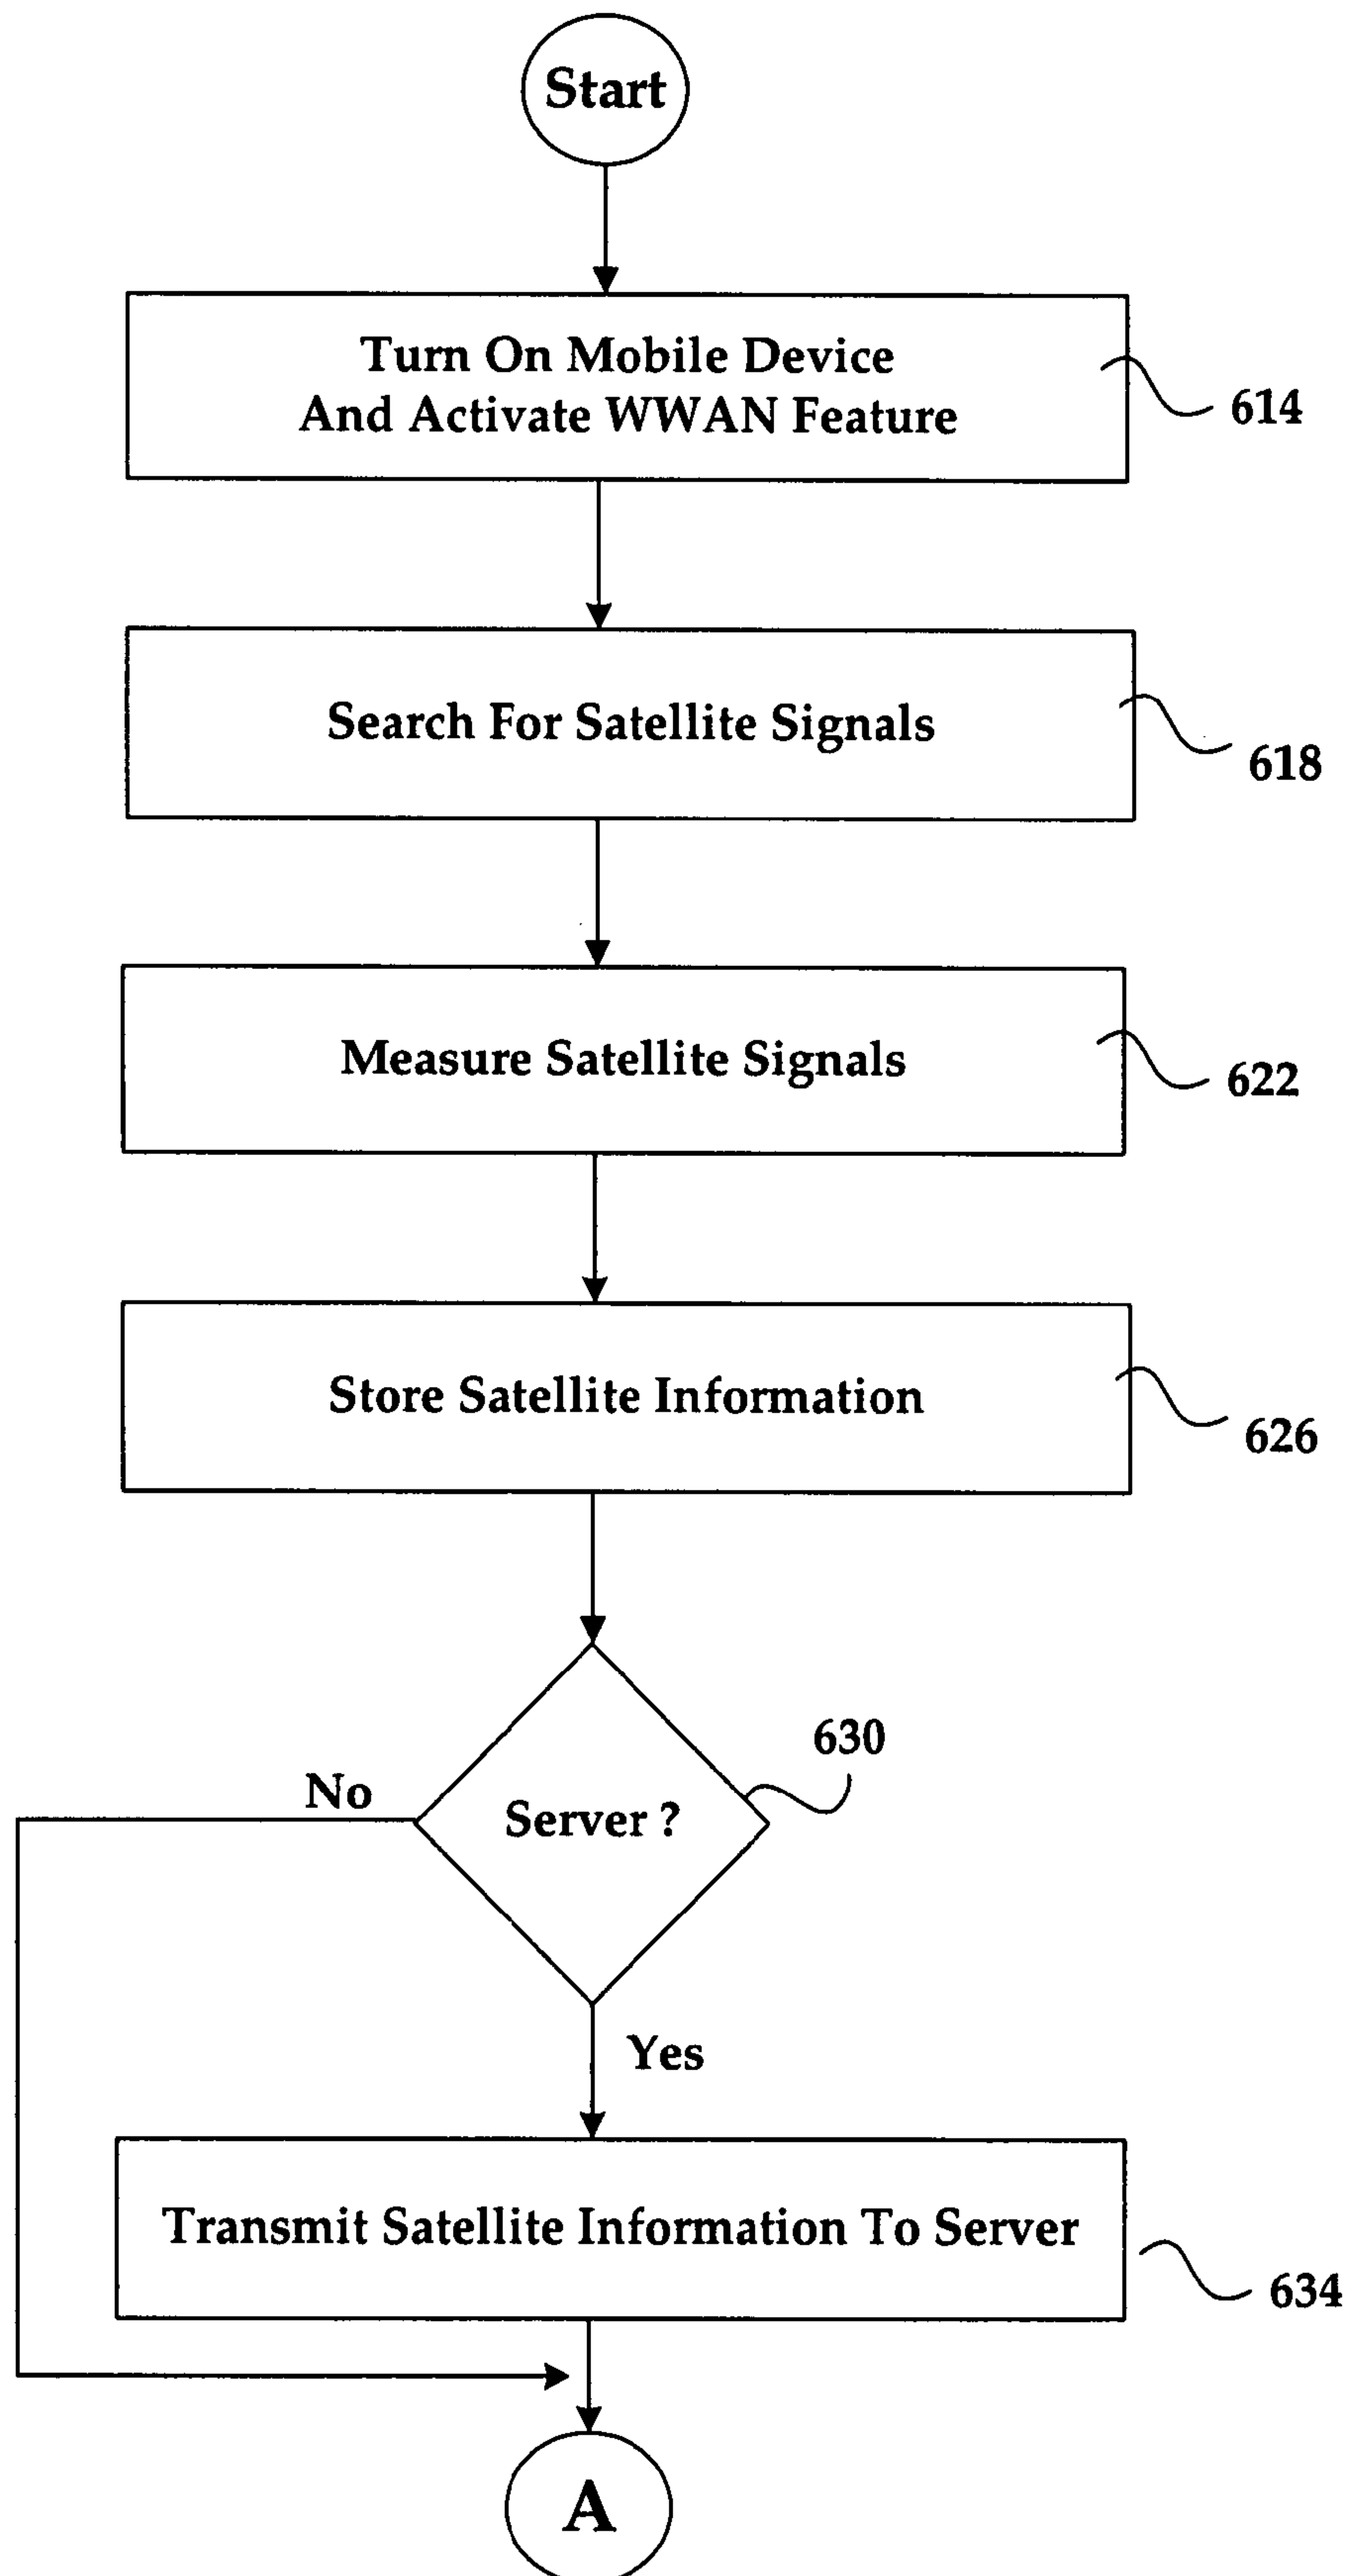 Start
Turn On Mobile Device
And Activate WWAN Feature
614
Search For Satellite Signals
618
Measure Satellite Signals
622
Store Satellite Information
626
630
No
Server ?
Yes
Transmit Satellite Information To Server
634
A